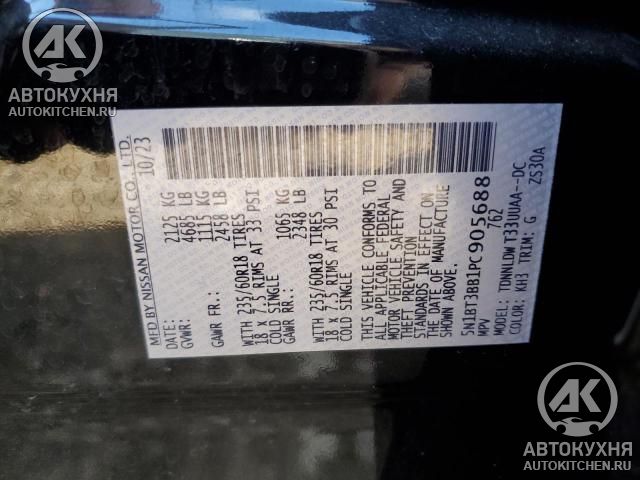 AK
АВТОКУХНЯ
AUTOKITCHEN.RU
MFD BY NISSAN MOTOR CO., LTD.
DATE: 10/23
GVWR: 2125 KG
4685 LB
GAWR FR: 1115 KG
2458 LB
WITH 235/60R18 TIRES
18 X 7.5 RIMS AT 33 PSI
COLD SINGLE
GAWR RR: 1065 KG
2348 LB
WITH 235/60R18 TIRES
18 X 7.5 RIMS AT 30 PSI
COLD SINGLE
THIS VEHICLE CONFORMS TO
ALL APPLICABLE FEDERAL
MOTOR VEHICLE SAFETY AND
THEFT PREVENTION
STANDARDS IN EFFECT ON
THE DATE OF MANUFACTURE
SHOWN ABOVE.
5N1BT3BB1PC905688
MPV 762
MODEL: TDNNLDW T33UUAA--DC
COLOR: KH3 TRIM: G ZS30A
AK
АВТОКУХНЯ
AUTOKITCHEN.RU